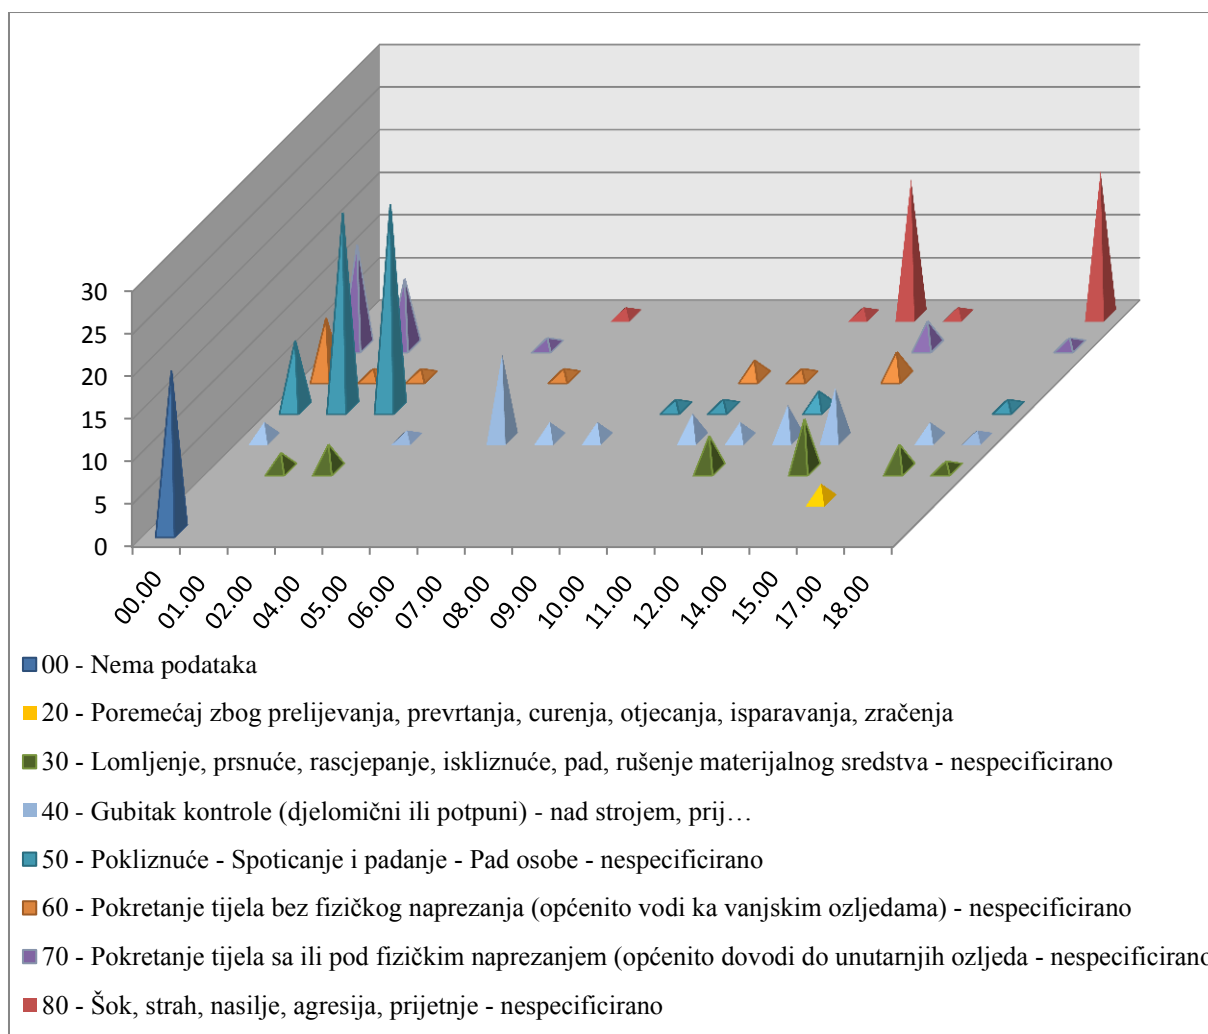 30
25
20
15
10
5
0
00.00 01.00 02.00 04.00 05.00 06.00 07.00 08.00 09.00 10.00 11.00 12.00 14.00 15.00 17.00 18.00
00 - Nema podataka
20 - Poremećaj zbog prelijevanja, prevrtanja, curenja, otjecanja, isparavanja, zračenja
30 - Lomljenje, prsnuće, rascjepanje, iskliznuće, pad, rušenje materijalnog sredstva - nespecificirano
40 - Gubitak kontrole (djelomični ili potpuni) - nad strojem, prij…
50 - Pokliznuće - Spoticanje i padanje - Pad osobe - nespecificirano
60 - Pokretanje tijela bez fizičkog naprezanja (općenito vodi ka vanjskim ozljedama) - nespecificirano
70 - Pokretanje tijela sa ili pod fizičkim naprezanjem (općenito dovodi do unutarnjih ozljeda - nespecificirano
80 - Šok, strah, nasilje, agresija, prijetnje - nespecificirano